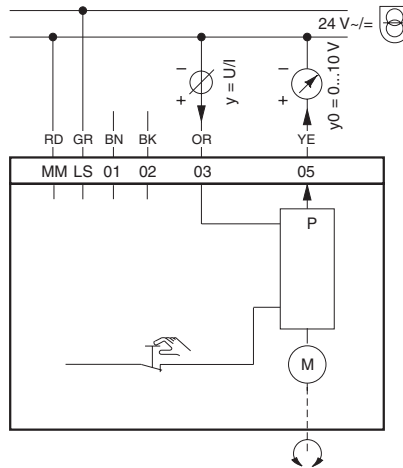 24 V~/=
– +
y = U/I
– +
y0 = 0...10 V
RD GR BN BK OR YE
MM LS 01 02 03 05
P
M